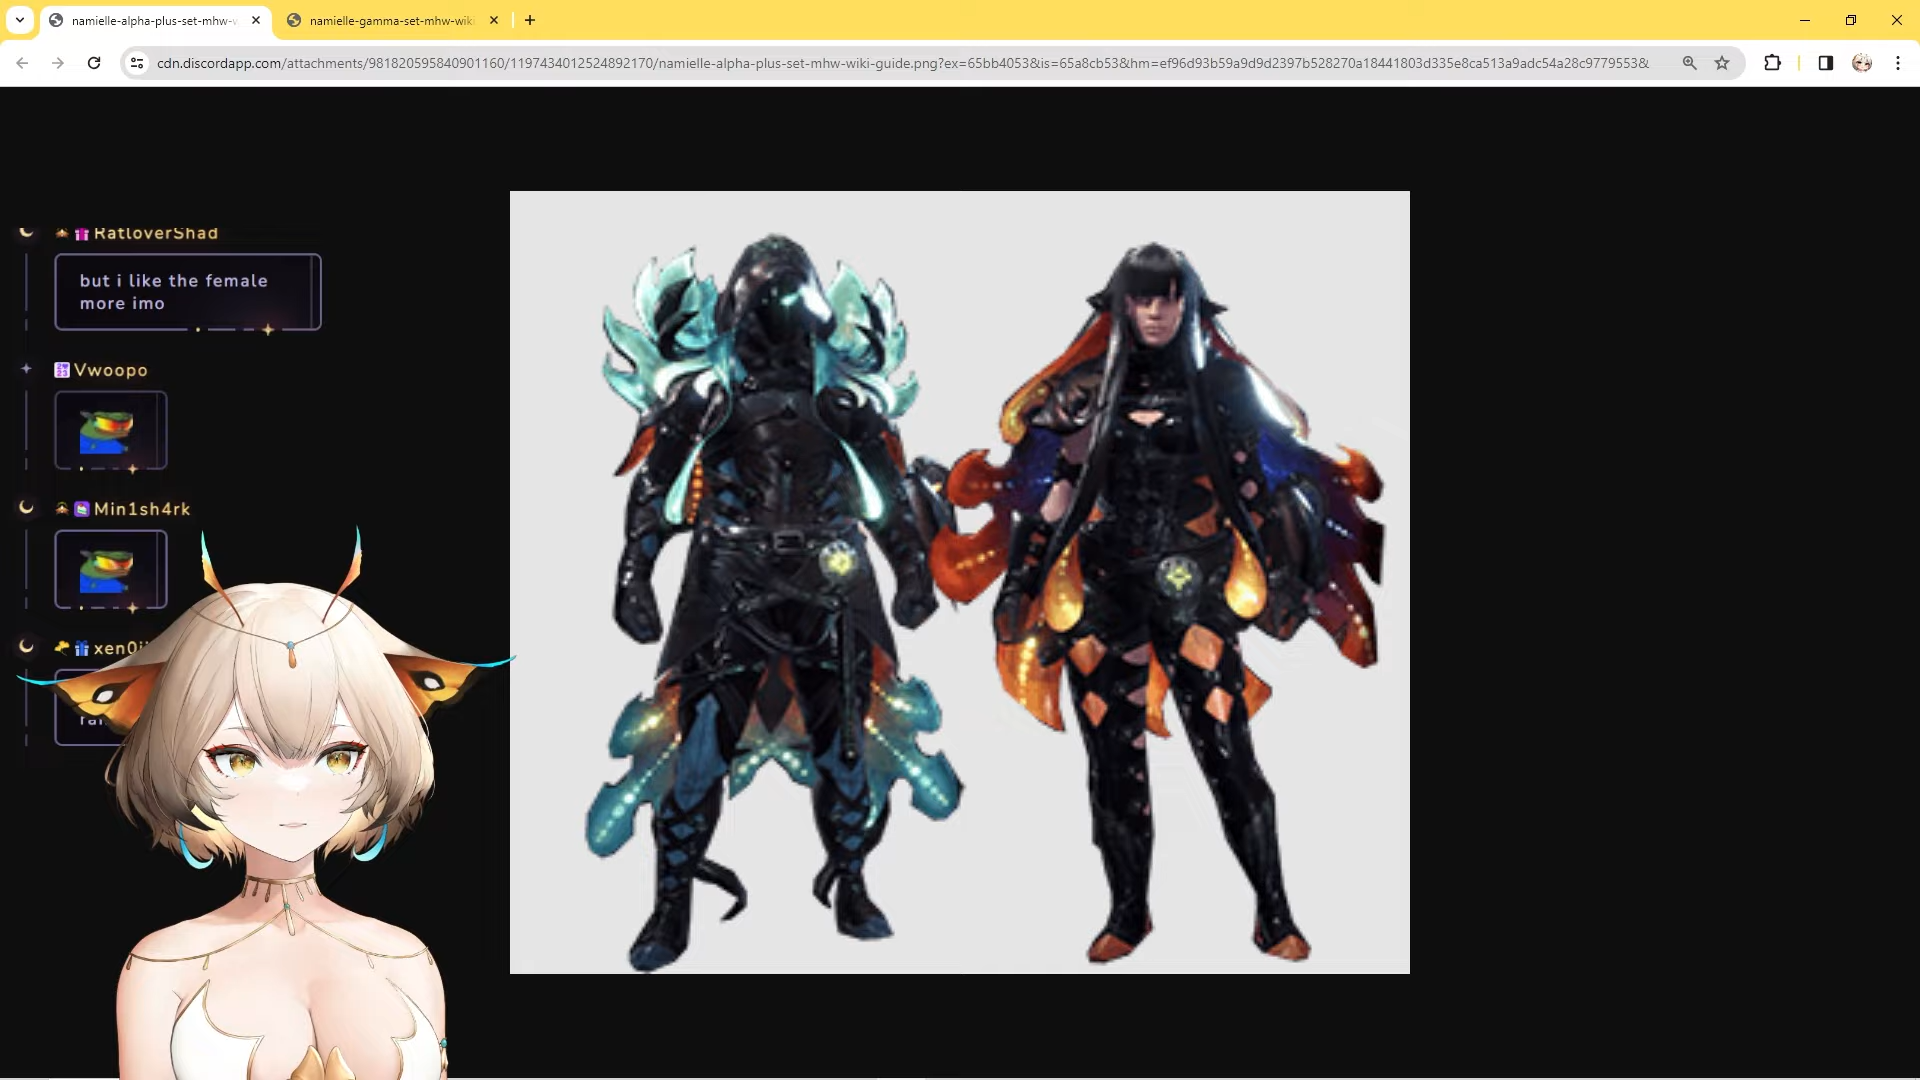 namielle-alpha-plus-set-mhw-w
namielle-gamma-set-mhw-wiki
cdn.discordapp.com/attachments/981820595840901160/1197434012524892170/namielle-alpha-plus-set-mhw-wiki-guide.png?ex=65bb4053&is=65a8cb53&hm=ef96d93b59a9d9d2397b528270a18441803d335e8ca513a9adc54a28c9779553&
RatloverShad
but i like the female
more imo
Vwoopo
Min1sh4rk